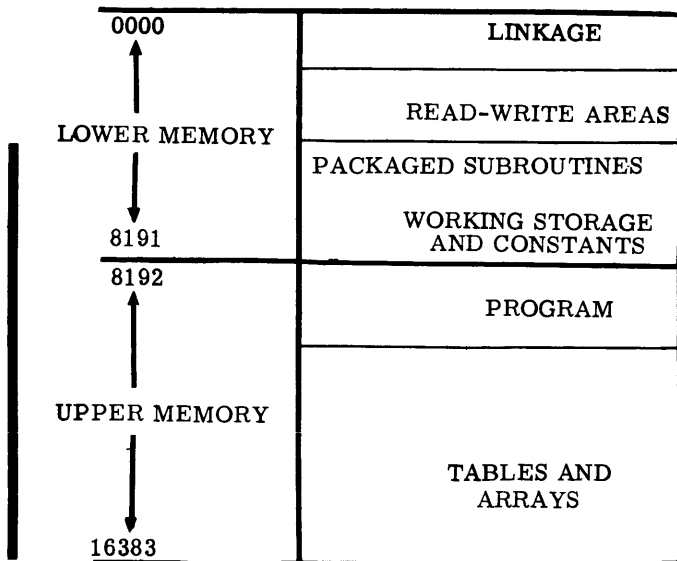 0000
LINKAGE
READ-WRITE AREAS
LOWER MEMORY
PACKAGED SUBROUTINES
WORKING STORAGE
AND CONSTANTS
8191
8192
PROGRAM
UPPER MEMORY
TABLES AND
ARRAYS
16383